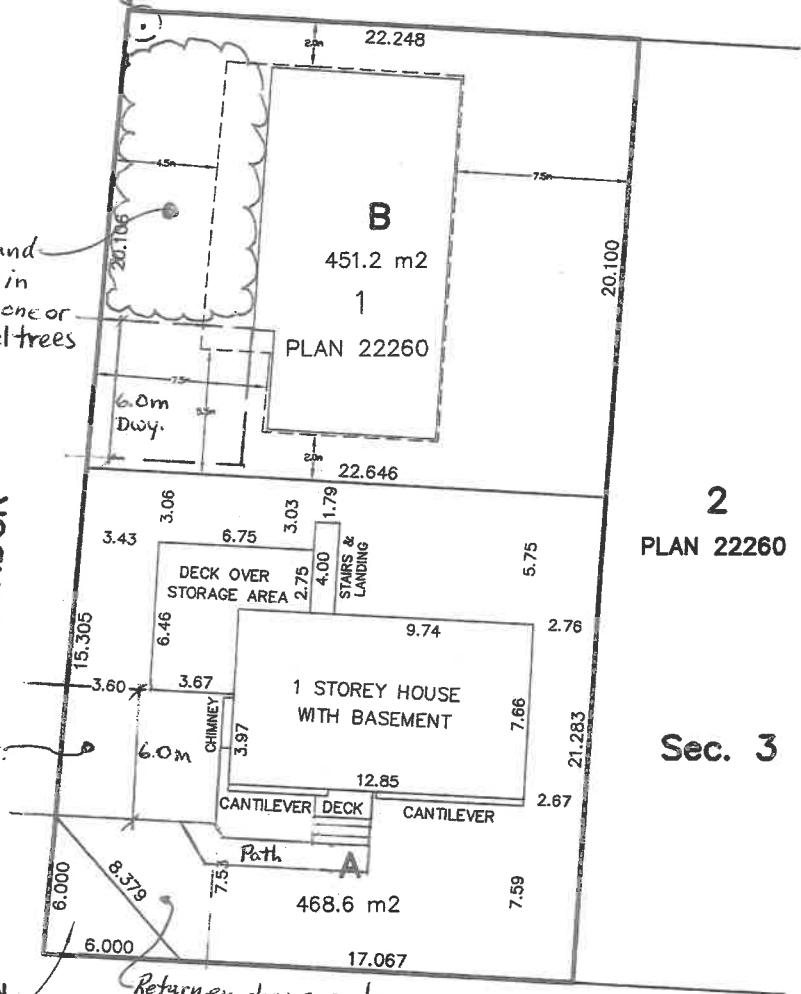 22.248
2.0m
4.5m
7.5m
B
451.2 m2
1
PLAN 22260
20.106
20.100
and
in
one or
trees
7.5m
6.0m
Dwy.
2.0m
22.646
2
PLAN 22260
3.06
3.03
1.79
3.43
6.75
2.75
4.00
STAIRS &
LANDING
5.75
DECK OVER
STORAGE AREA
6.46
15.305
9.74
2.76
3.60
3.67
1 STOREY HOUSE
WITH BASEMENT
7.66
CHIMNEY
3.97
6.0m
21.283
Sec. 3
12.85
2.67
CANTILEVER
DECK
CANTILEVER
Path
A
468.6 m2
7.53
7.59
6.000
8.379
6.000
17.067